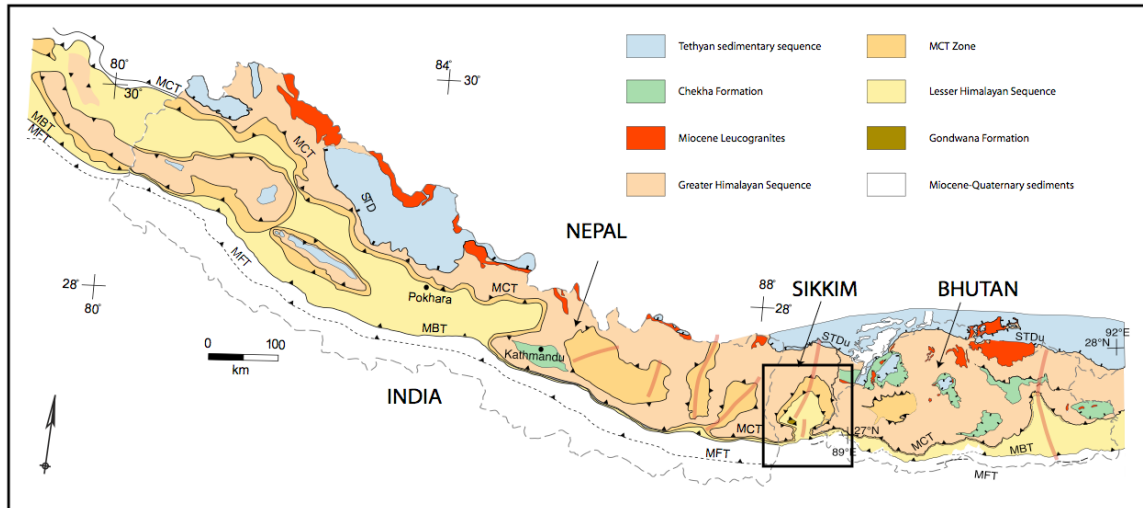 Tethyan sedimentary sequence
Chekha Formation
Miocene Leucogranites
Greater Himalayan Sequence
MCT Zone
Lesser Himalayan Sequence
Gondwana Formation
Miocene-Quaternary sediments
80°
30°
84°
30°
MCT
MBT
MFT
MCT
STD
NEPAL
28°
80
MFT
Pokhara
MCT
88°
28°
SIKKIM
BHUTAN
MBT
STDu
STDu
92°E
28°N
0
100
km
Kathmandu
INDIA
MCT
27°N
89°E
MCT
MBT
MFT
MFT